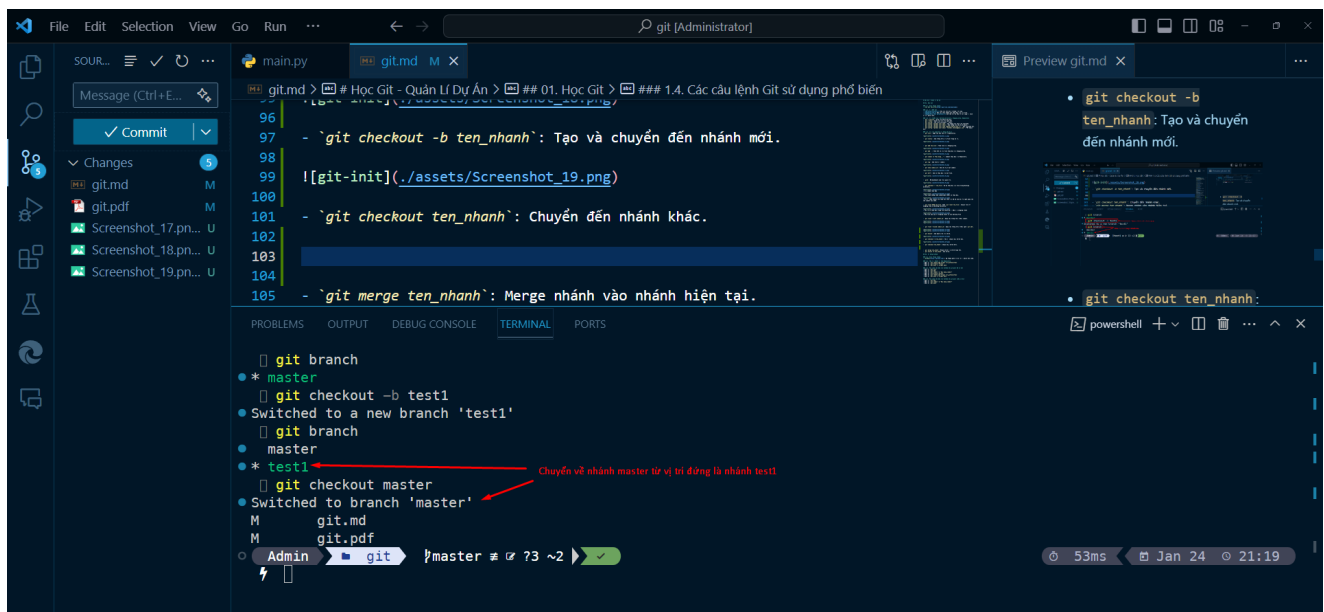 File Edit Selection View Go Run ··· git [Administrator]
SOUR... ···
main.py
git.md M
Preview git.md
Message (Ctrl+E...
Commit
Changes 5
git.md M
git.pdf M
Screenshot_17.pn... U
Screenshot_18.pn... U
Screenshot_19.pn... U
5
git.md > # Học Git - Quản Lí Dự Án > ## 01. Học Git > ### 1.4. Các câu lệnh Git sử dụng phổ biến
95 ![git-init](./assets/Screenshot_18.png)
96
97 - `git checkout -b ten_nhanh`: Tạo và chuyển đến nhánh mới.
98
99 ![git-init](./assets/Screenshot_19.png)
100
101 - `git checkout ten_nhanh`: Chuyển đến nhánh khác.
102
103
104
105 - `git merge ten_nhanh`: Merge nhánh vào nhánh hiện tại.
• git checkout -b
ten_nhanh: Tạo và chuyển
đến nhánh mới.
• git checkout ten_nhanh:
PROBLEMS OUTPUT DEBUG CONSOLE TERMINAL PORTS
powershell
git branch
* master
git checkout -b test1
Switched to a new branch 'test1'
git branch
master
* test1
Chuyển về nhánh master từ vị trí đứng là nhánh test1
git checkout master
Switched to branch 'master'
M git.md
M git.pdf
Admin git master ≡ ?3 ~2
53ms Jan 24 21:19